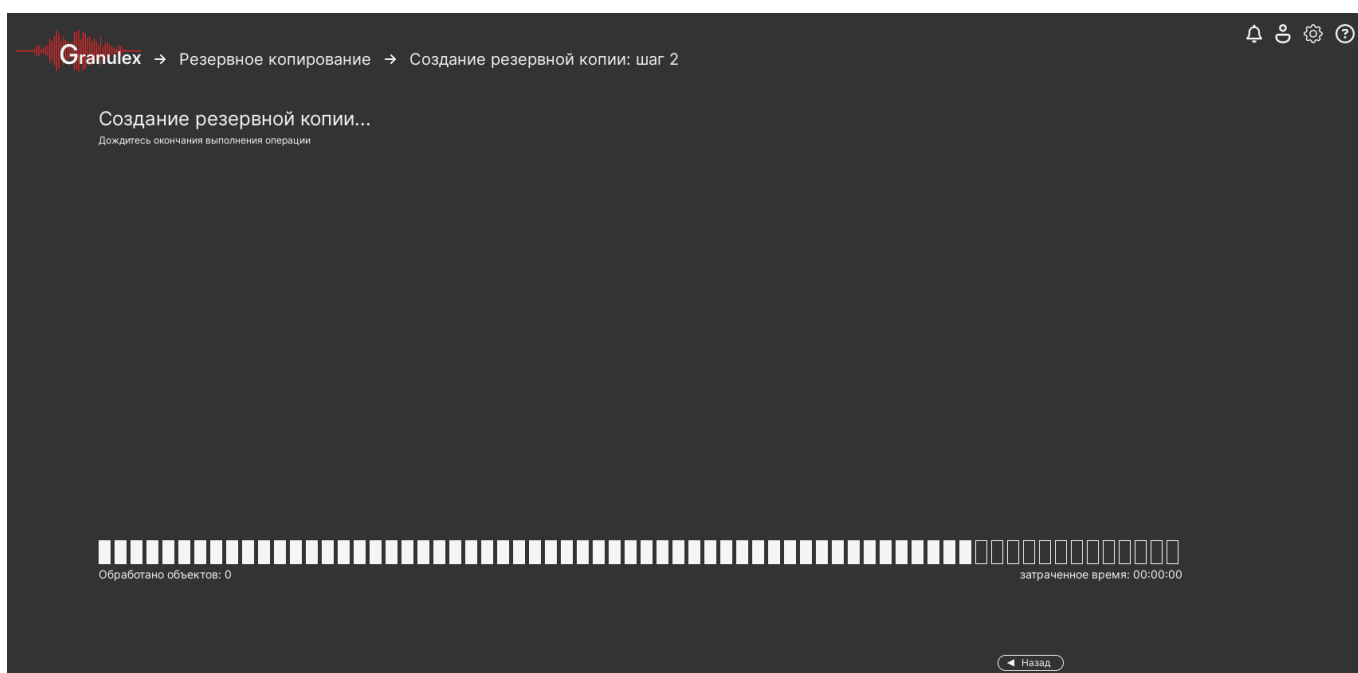 Granulex → Резервное копирование → Создание резервной копии: шаг 2
Создание резервной копии...
Дождитесь окончания выполнения операции
Обработано объектов: 0
затраченное время: 00:00:00
◄ Назад